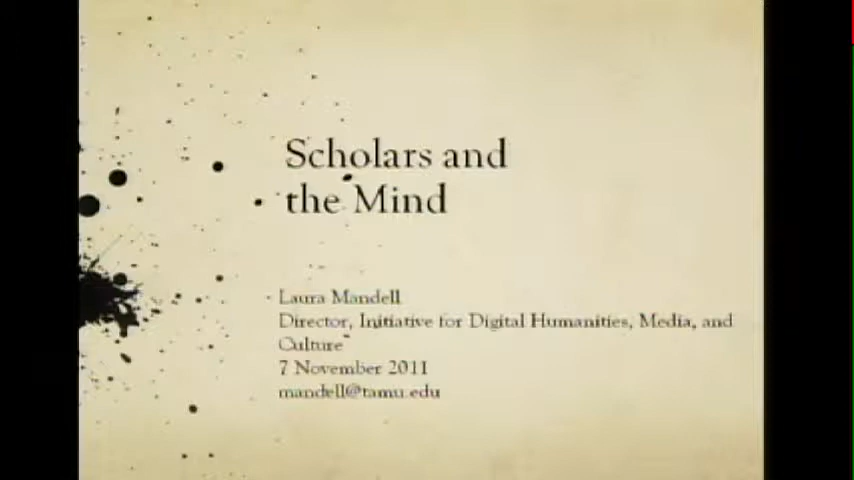 Scholars and
the Mind
Laura Mandell
Director, Initiative for Digital Humanities, Media, and
Culture
7 November 2011
mandell@tamu.edu